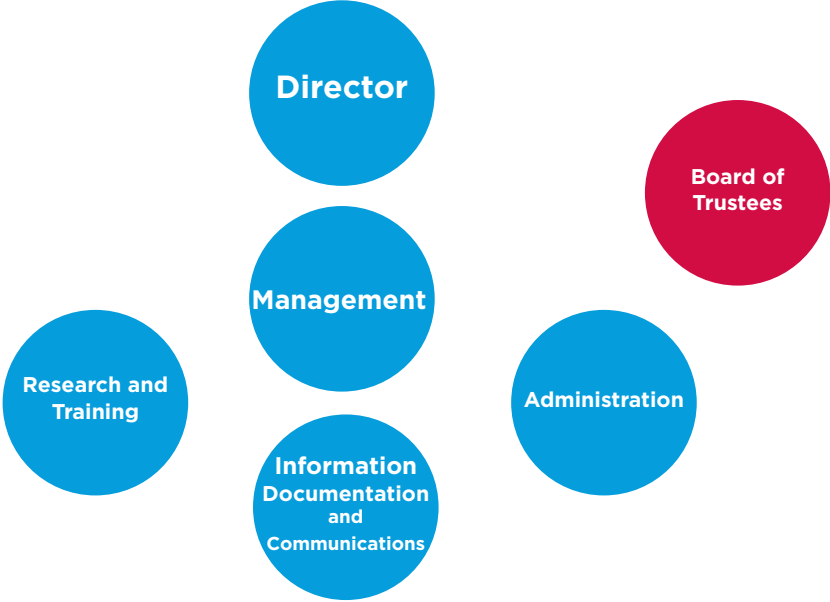 Director
Board of
Trustees
Management
Research and
Training
Administration
Information
Documentation
and
Communications